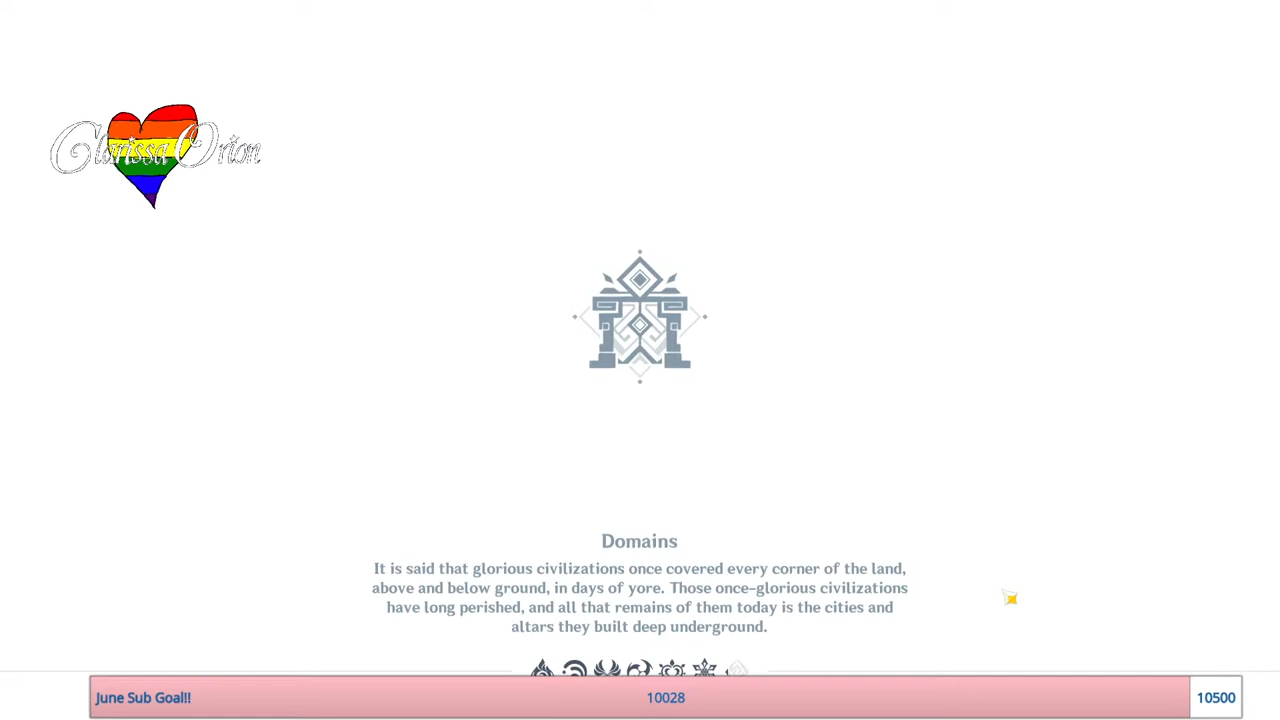 Clarissa Orion
Domains
It is said that glorious civilizations once covered every corner of the land,
above and below ground, in days of yore. Those once-glorious civilizations
have long perished, and all that remains of them today is the cities and
altars they built deep underground.
June Sub Goal!! 10028 10500